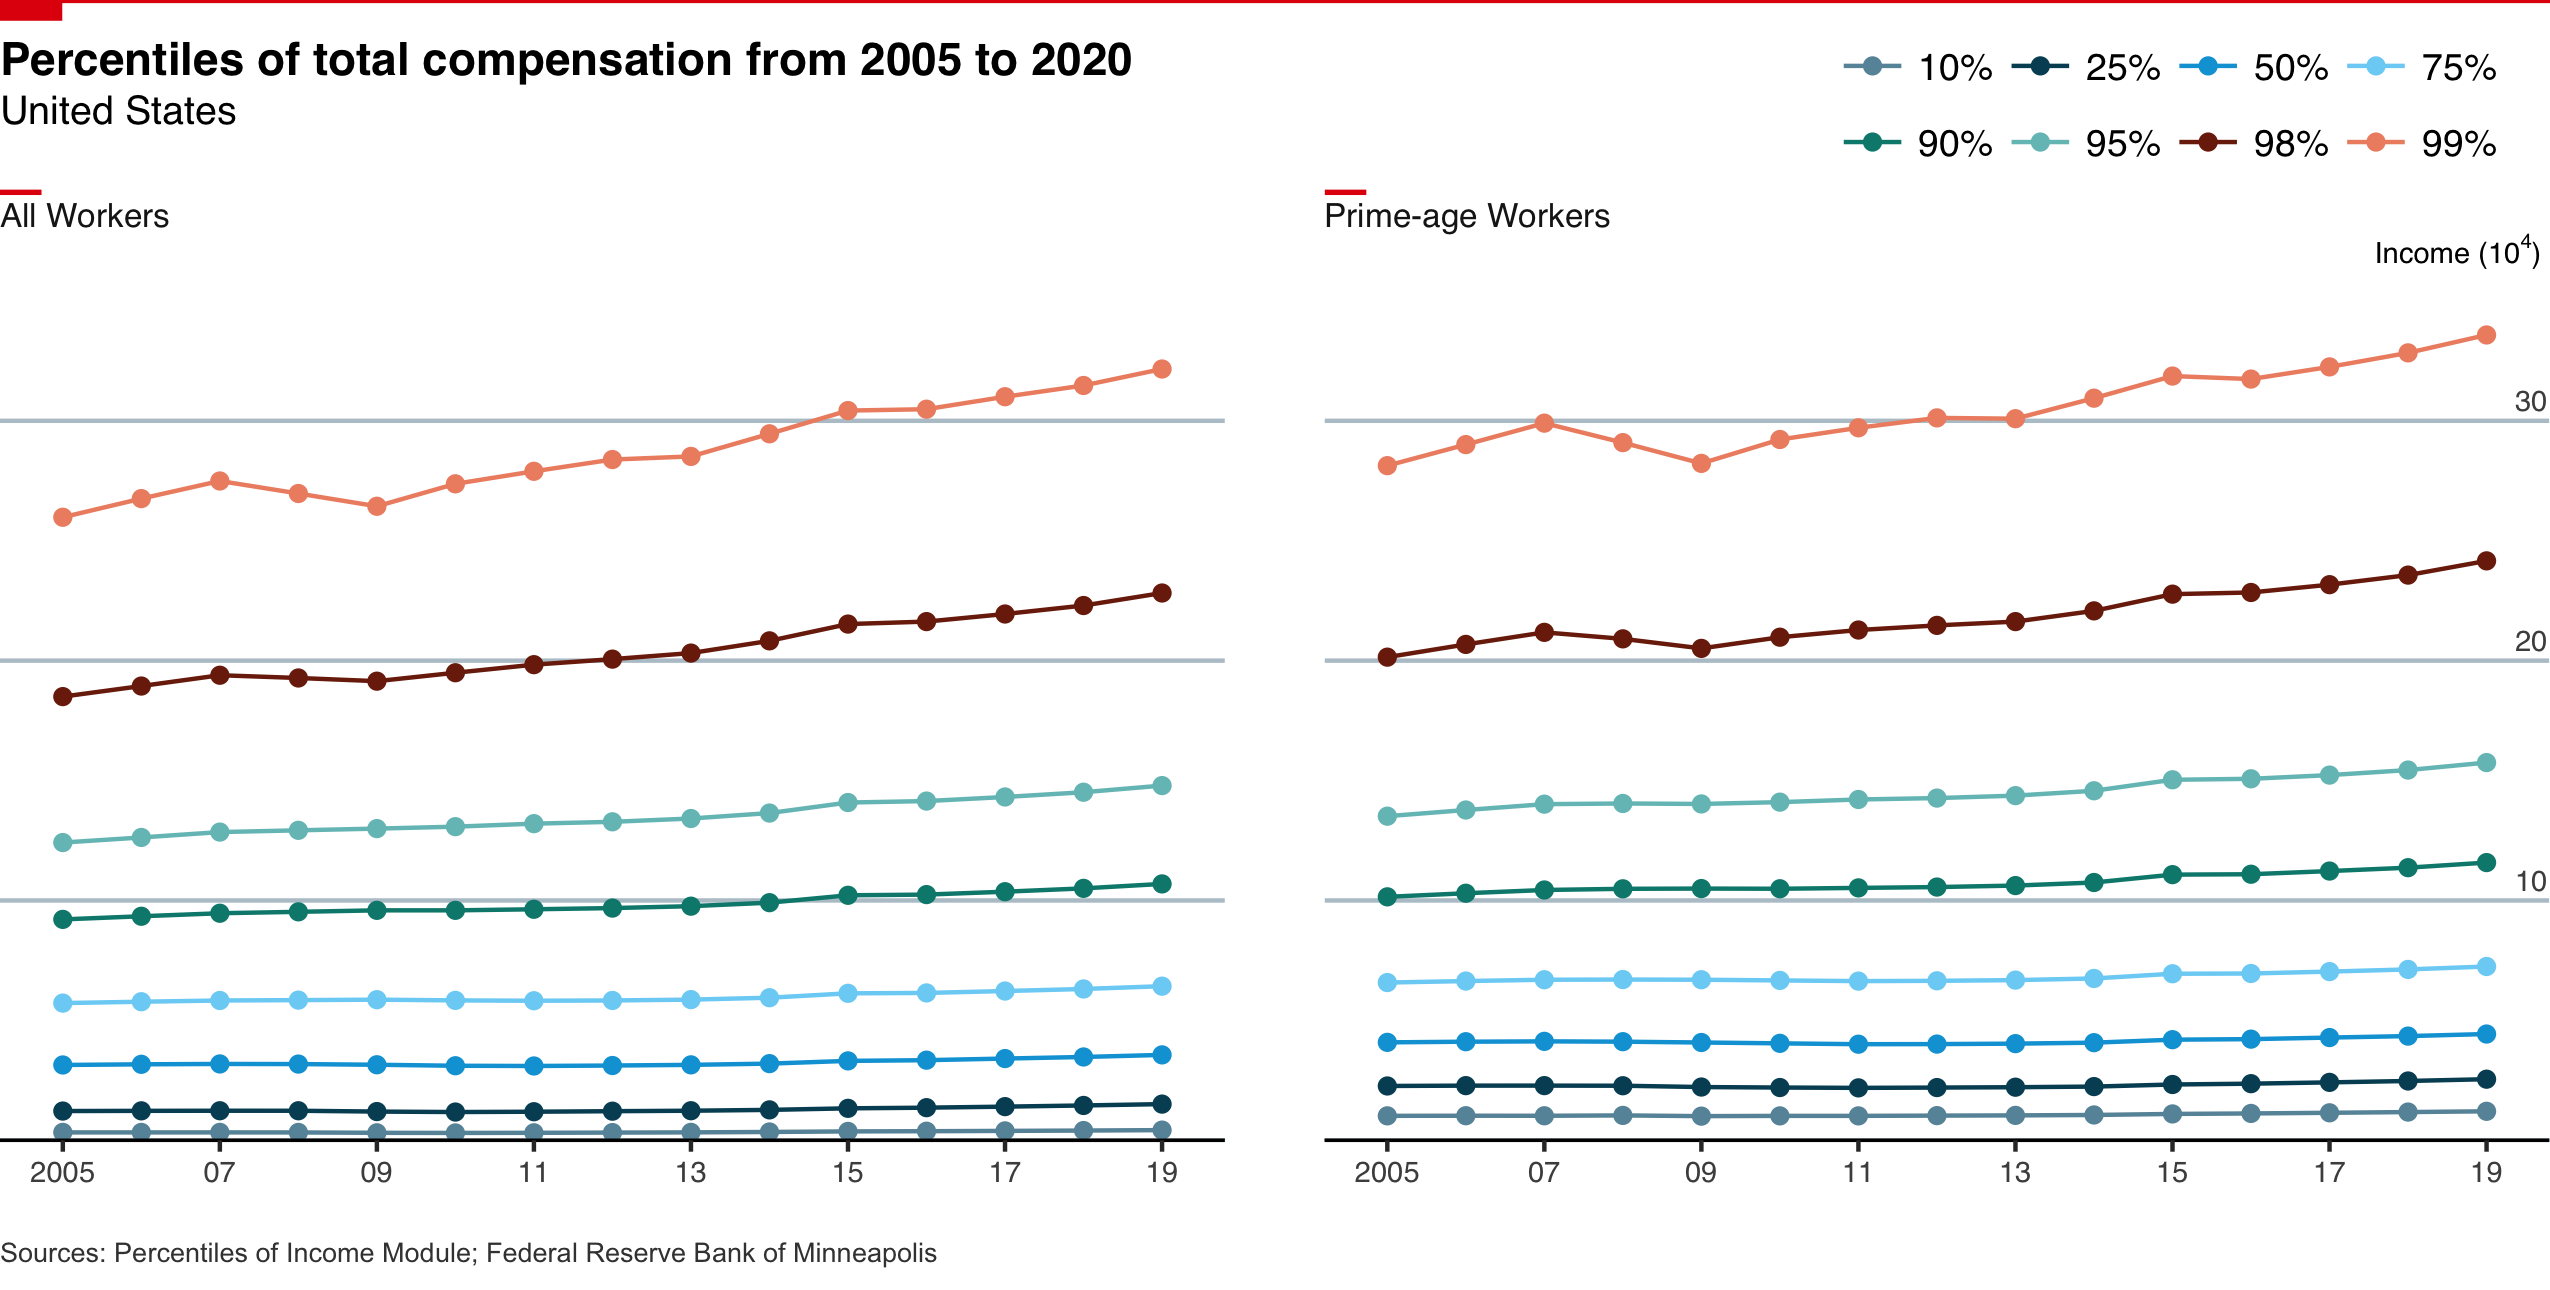 Percentiles of total compensation from 2005 to 2020
United States
10% 25% 50% 75%
90% 95% 98% 99%
All Workers
Prime-age Workers
Income (10⁴)
30
20
10
2005 07 09 11 13 15 17 19
2005 07 09 11 13 15 17 19
Sources: Percentiles of Income Module; Federal Reserve Bank of Minneapolis